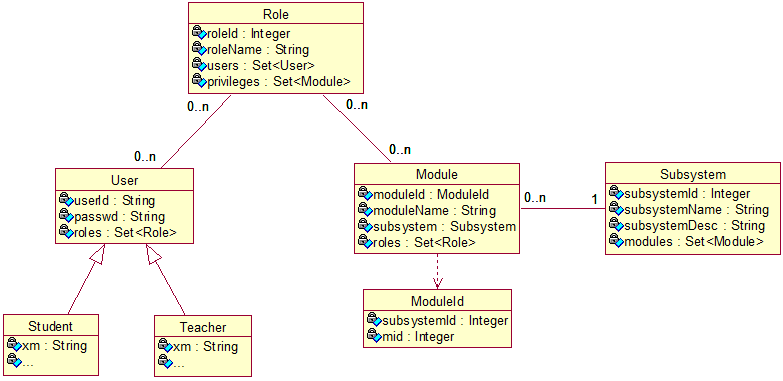 Role
roleId : Integer
roleName : String
users : Set<User>
privileges : Set<Module>
0..n
0..n
0..n
0..n
User
userId : String
passwd : String
roles : Set<Role>
Module
moduleId : ModuleId
moduleName : String
subsystem : Subsystem
roles : Set<Role>
0..n
1
Subsystem
subsystemId : Integer
subsystemName : String
subsystemDesc : String
modules : Set<Module>
Student
xm : String
...
Teacher
xm : String
...
ModuleId
subsystemId : Integer
mid : Integer